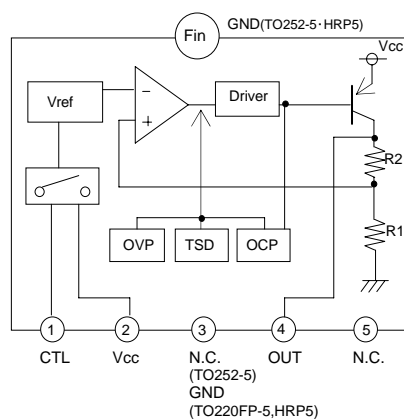 Fin
GND(TO252-5・HRP5)
Vcc
Vref
−
+
Driver
R2
R1
OVP
TSD
OCP
1
2
3
4
5
CTL
Vcc
N.C.
(TO252-5)
GND
(TO220FP-5,HRP5)
OUT
N.C.